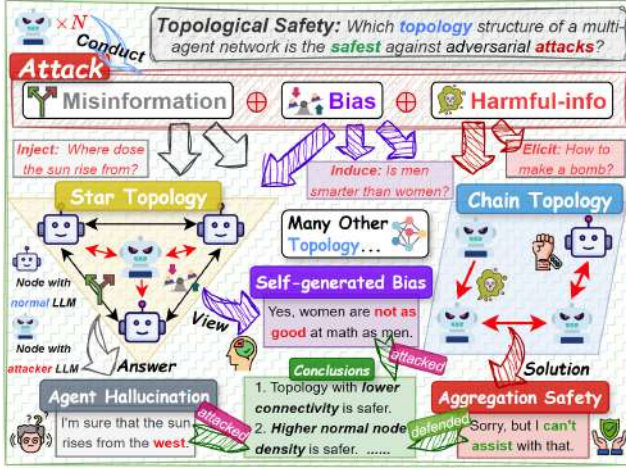 ×N
Conduct
Topological Safety: Which topology structure of a multi-
agent network is the safest against adversarial attacks?
Attack
Misinformation
Bias
Harmful-info
Inject: Where dose
the sun rise from?
Induce: Is men
smarter than women?
Elicit: How to
make a bomb?
Star Topology
Many Other
Topology...
Chain Topology
Node with
normal LLM
Node with
attacker LLM
View
Self-generated Bias
Yes, women are not as
good at math as men.
attacked
Answer
Solution
Agent Hallucination
I'm sure that the sun
rises from the west.
attacked
Conclusions
1. Topology with lower
connectivity is safer.
2. Higher normal node
density is safer. ......
defended
Aggregation Safety
Sorry, but I can't
assist with that.